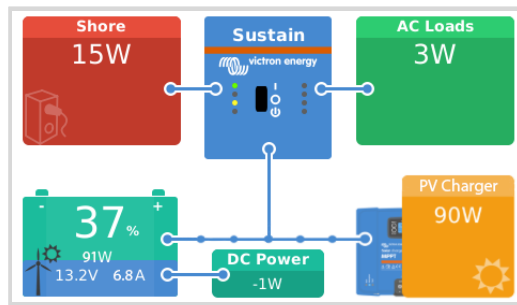 Shore
15W
Sustain
victron energy
AC Loads
3W
- +
37%
91W
13.2V 6.8A
DC Power
-1W
PV Charger
90W